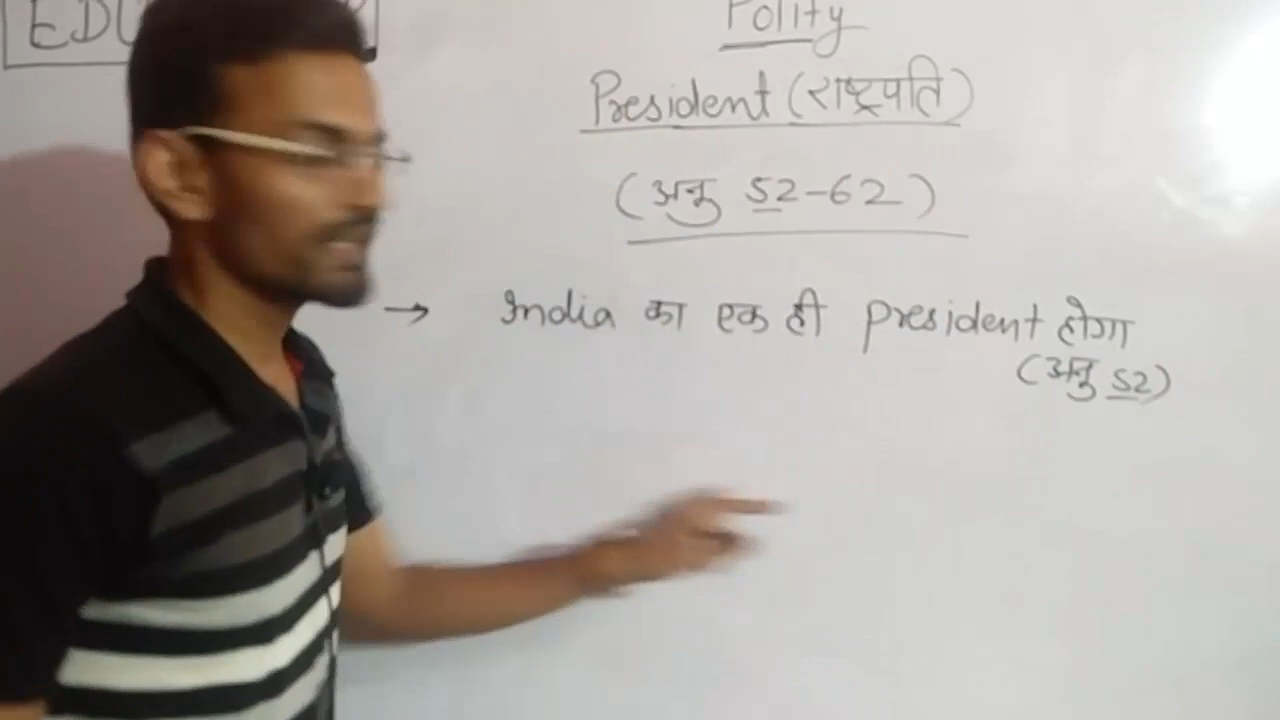 Polity
President (राष्ट्रपति)
(अनु 52-62)
→ India का एक ही president होगा
(अनु 52)